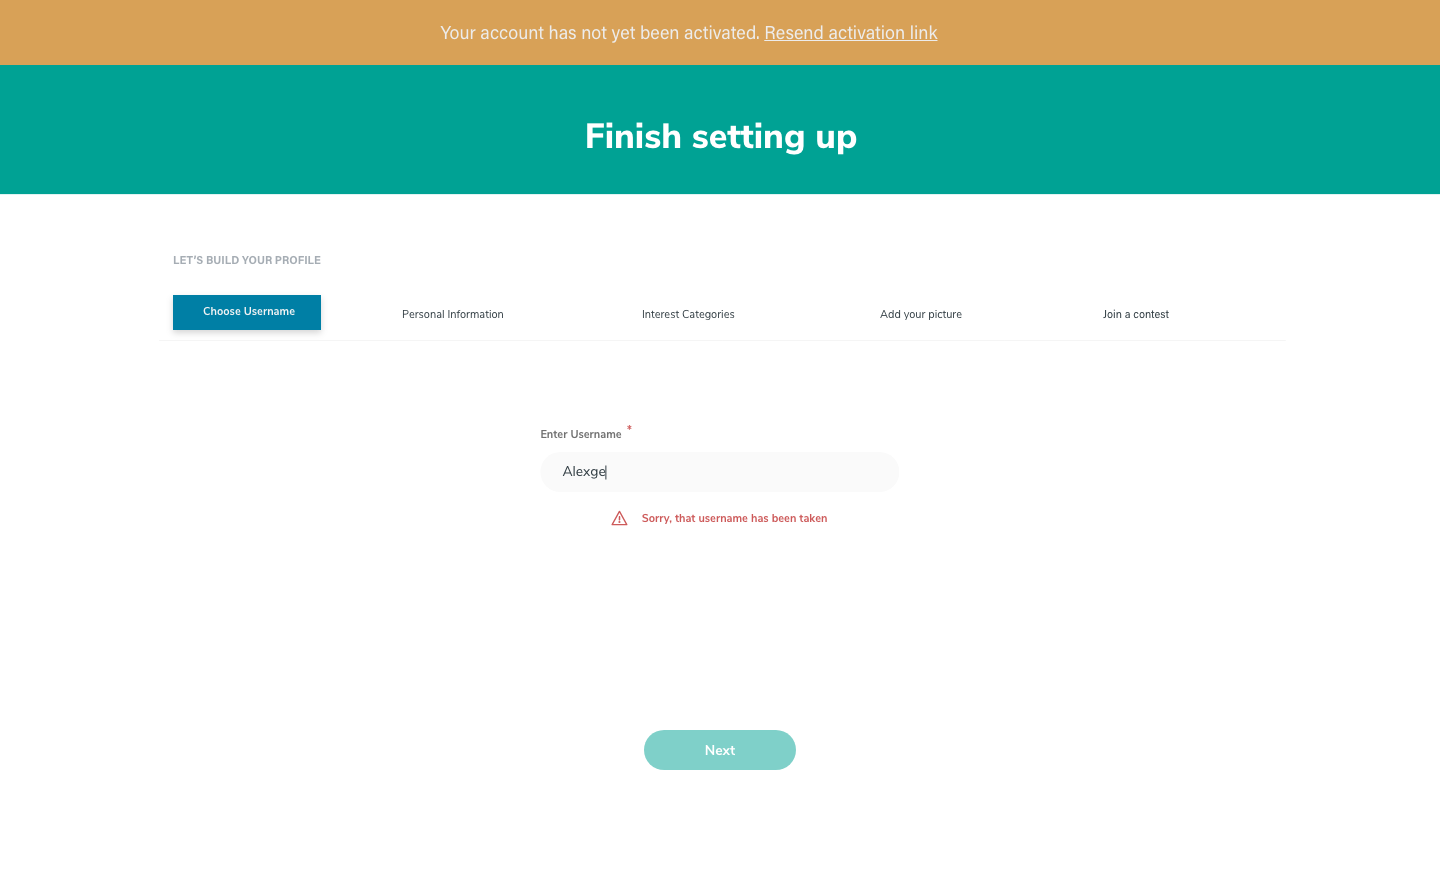 Your account has not yet been activated. Resend activation link
Finish setting up
LET'S BUILD YOUR PROFILE
Choose Username
Personal Information
Interest Categories
Add your picture
Join a contest
Enter Username *
Alexge
Sorry, that username has been taken
Next